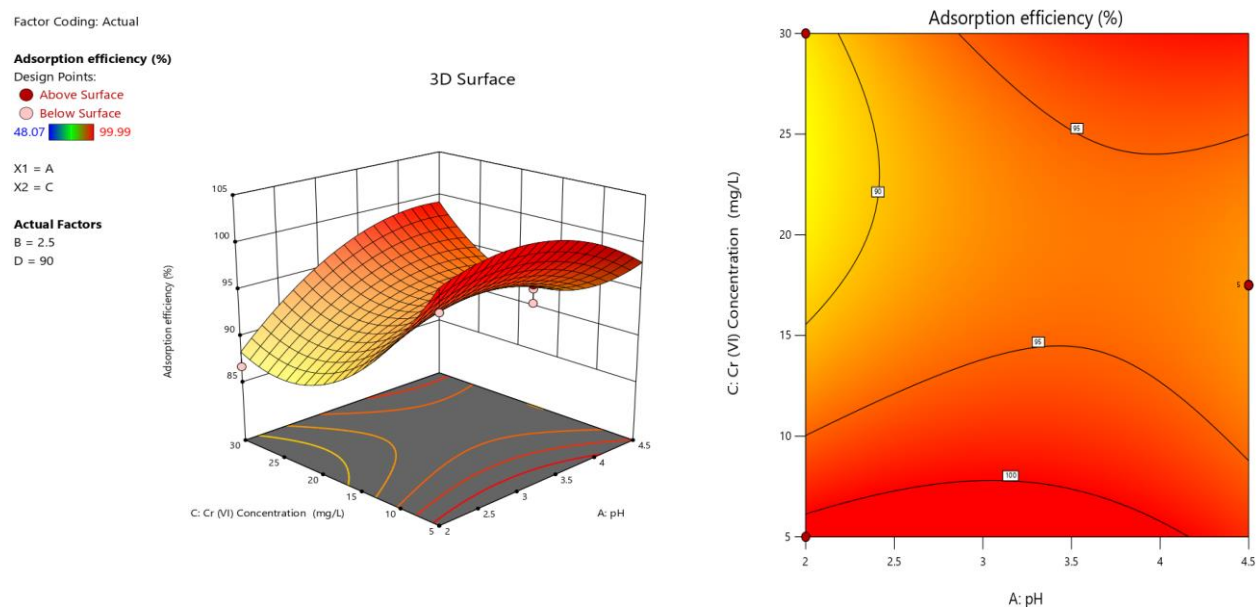 Factor Coding: Actual
Adsorption efficiency (%)
Design Points:
Above Surface
Below Surface
48.07 99.99
X1 = A
X2 = C
Actual Factors
B = 2.5
D = 90
3D Surface
105
100
95
90
85
Adsorption efficiency (%)
30
25
20
15
10
5
C: Cr (VI) Concentration (mg/L)
2
2.5
3
3.5
4
4.5
A: pH
Adsorption efficiency (%)
30
25
20
15
10
5
C: Cr (VI) Concentration (mg/L)
95
90
5
95
100
2
2.5
3
3.5
4
4.5
A: pH